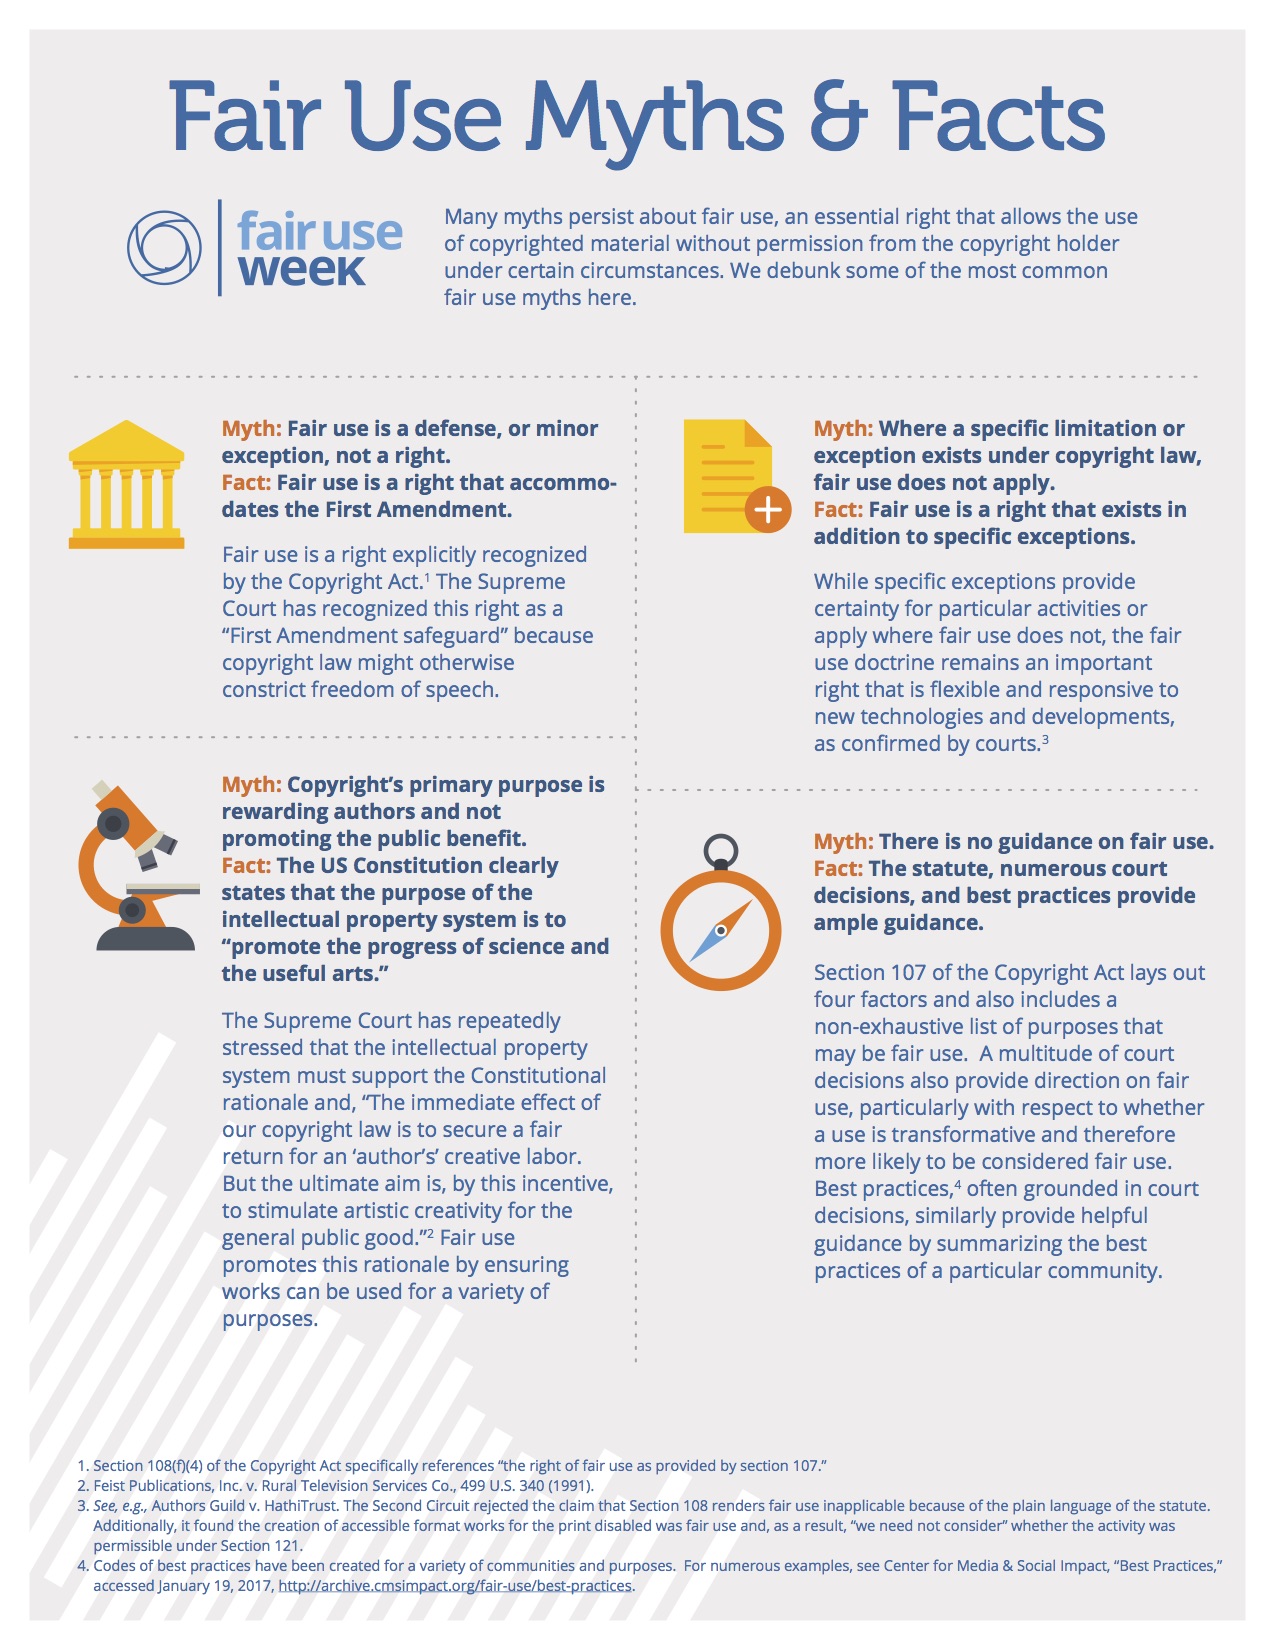 Fair Use Myths & Facts
fair use
week
Many myths persist about fair use, an essential right that allows the use
of copyrighted material without permission from the copyright holder
under certain circumstances. We debunk some of the most common
fair use myths here.
Myth: Fair use is a defense, or minor
exception, not a right.
Fact: Fair use is a right that accommo-
dates the First Amendment.
Fair use is a right explicitly recognized
by the Copyright Act.1 The Supreme
Court has recognized this right as a
“First Amendment safeguard” because
copyright law might otherwise
constrict freedom of speech.
Myth: Copyright’s primary purpose is
rewarding authors and not
promoting the public benefit.
Fact: The US Constitution clearly
states that the purpose of the
intellectual property system is to
“promote the progress of science and
the useful arts.”
The Supreme Court has repeatedly
stressed that the intellectual property
system must support the Constitutional
rationale and, “The immediate effect of
our copyright law is to secure a fair
return for an ‘author’s’ creative labor.
But the ultimate aim is, by this incentive,
to stimulate artistic creativity for the
general public good.”2 Fair use
promotes this rationale by ensuring
works can be used for a variety of
purposes.
Myth: Where a specific limitation or
exception exists under copyright law,
fair use does not apply.
Fact: Fair use is a right that exists in
addition to specific exceptions.
While specific exceptions provide
certainty for particular activities or
apply where fair use does not, the fair
use doctrine remains an important
right that is flexible and responsive to
new technologies and developments,
as confirmed by courts.3
Myth: There is no guidance on fair use.
Fact: The statute, numerous court
decisions, and best practices provide
ample guidance.
Section 107 of the Copyright Act lays out
four factors and also includes a
non-exhaustive list of purposes that
may be fair use.  A multitude of court
decisions also provide direction on fair
use, particularly with respect to whether
a use is transformative and therefore
more likely to be considered fair use.
Best practices,4 often grounded in court
decisions, similarly provide helpful
guidance by summarizing the best
practices of a particular community.
1. Section 108(f)(4) of the Copyright Act specifically references “the right of fair use as provided by section 107.”
2. Feist Publications, Inc. v. Rural Television Services Co., 499 U.S. 340 (1991).
3. See, e.g., Authors Guild v. HathiTrust. The Second Circuit rejected the claim that Section 108 renders fair use inapplicable because of the plain language of the statute.
Additionally, it found the creation of accessible format works for the print disabled was fair use and, as a result, “we need not consider” whether the activity was
permissible under Section 121.
4. Codes of best practices have been created for a variety of communities and purposes.  For numerous examples, see Center for Media & Social Impact, “Best Practices,”
accessed January 19, 2017, http://archive.cmsimpact.org/fair-use/best-practices.